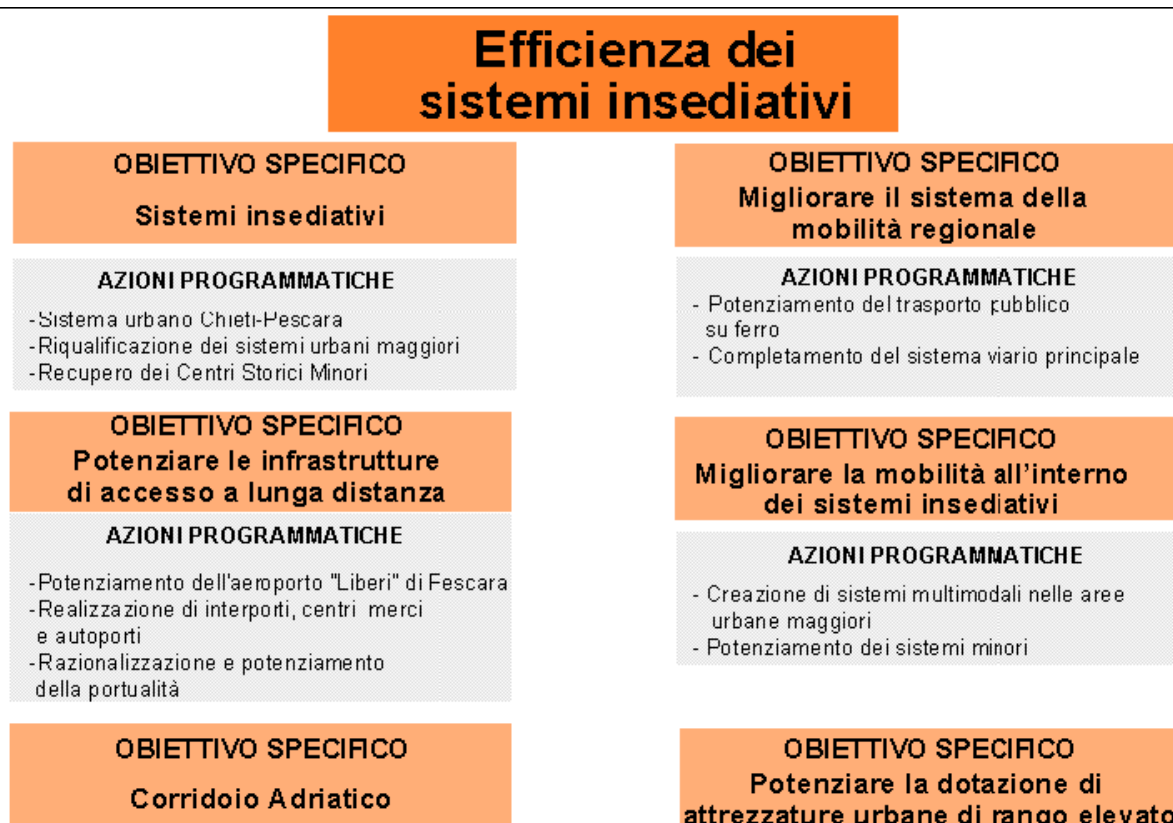 Efficienza dei
sistemi insediativi
OBIETTIVO SPECIFICO
Sistemi insediativi
AZIONI PROGRAMMATICHE
-Sistema urbano Chieti-Pescara
-Riqualificazione dei sistemi urbani maggiori
-Recupero dei Centri Storici Minori
OBIETTIVO SPECIFICO
Potenziare le infrastrutture
di accesso a lunga distanza
AZIONI PROGRAMMATICHE
-Potenziamento dell'aeroporto "Liberi" di Fescara
-Realizzazione di interporti, centri merci
e autoporti
-Razionalizzazione e potenziamento
della portualità
OBIETTIVO SPECIFICO
Corridoio Adriatico
OBIETTIVO SPECIFICO
Migliorare il sistema della
mobilità regionale
AZIONI PROGRAMMATICHE
- Potenziamento del trasporto pubblico
su ferro
- Completamento del sistema viario principale
OBIETTIVO SPECIFICO
Migliorare la mobilità all'interno
dei sistemi insediativi
AZIONI PROGRAMMATICHE
- Creazione di sistemi multimodali nelle aree
urbane maggiori
- Potenziamento dei sistemi minori
OBIETTIVO SPECIFICO
Potenziare la dotazione di
attrezzature urbane di rango elevato